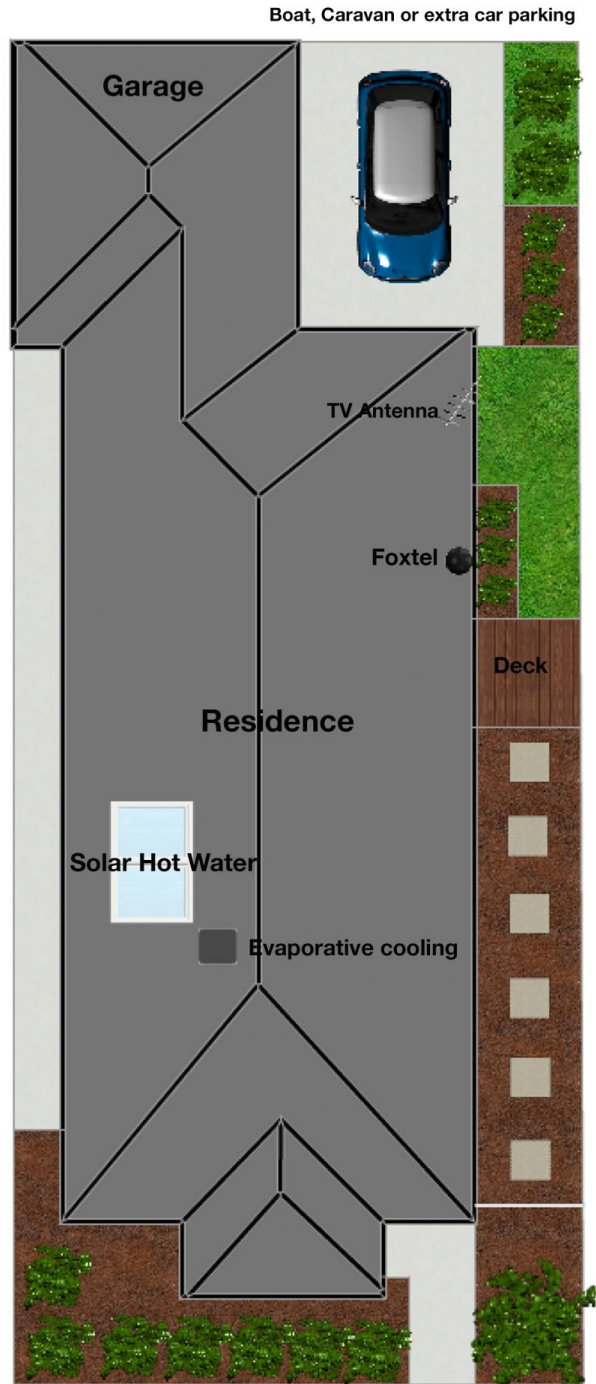 Boat, Caravan or extra car parking
Garage
TV Antenna
Foxtel
Deck
Residence
Solar Hot Water
Evaporative cooling